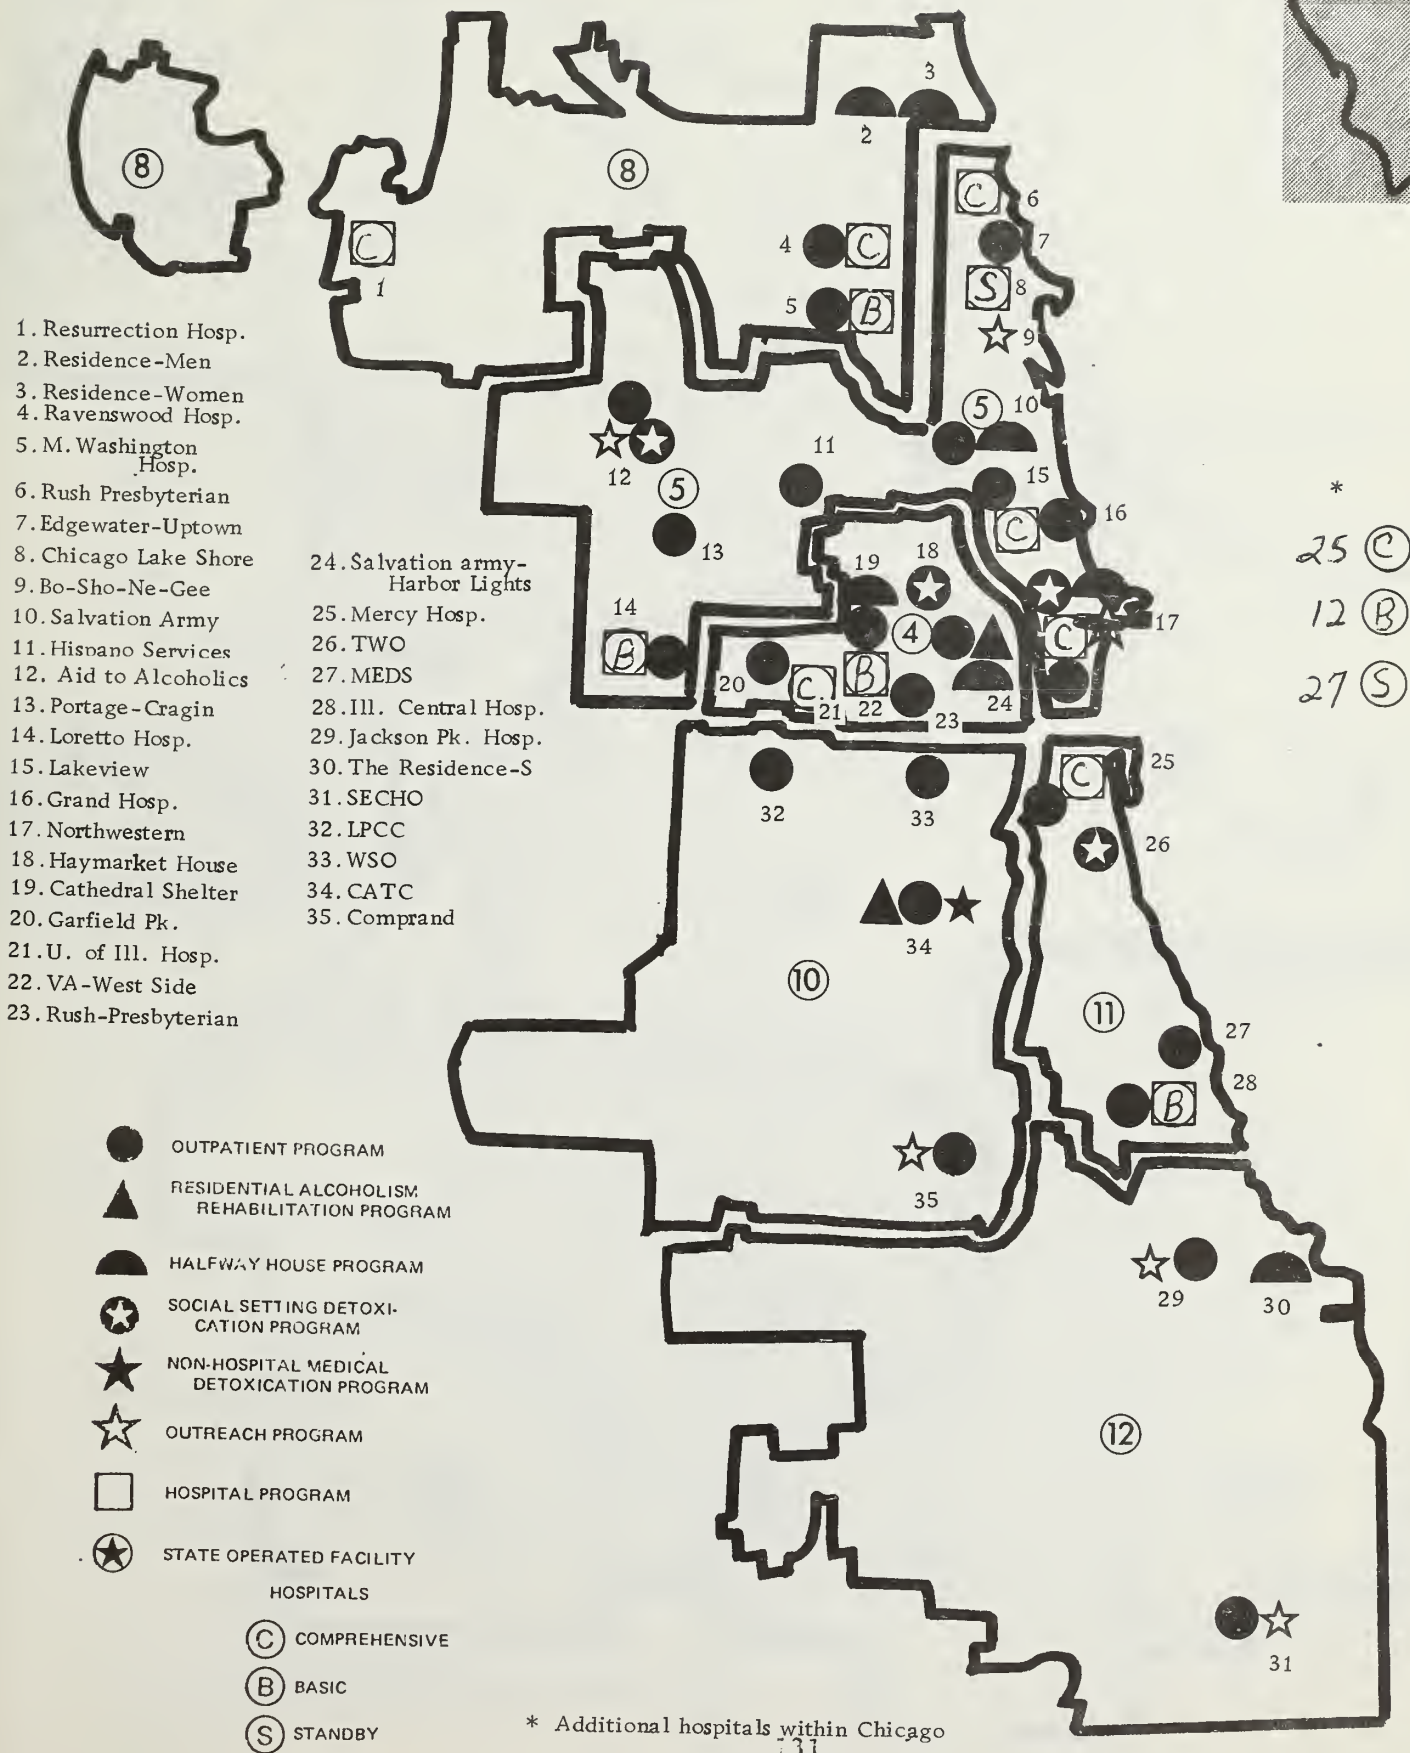 1. Resurrection Hosp.
2. Residence-Men
3. Residence-Women
4. Ravenswood Hosp.
5. M. Washington
Hosp.
6. Rush Presbyterian
7. Edgewater-Uptown
8. Chicago Lake Shore
9. Bo-Sho-Ne-Gee
10. Salvation Army
11. Hispano Services
12. Aid to Alcoholics
13. Portage-Cragin
14. Loretto Hosp.
15. Lakeview
16. Grand Hosp.
17. Northwestern
18. Haymarket House
19. Cathedral Shelter
20. Garfield Pk.
21. U. of Ill. Hosp.
22. VA-West Side
23. Rush-Presbyterian
24. Salvation army-
Harbor Lights
25. Mercy Hosp.
26. TWO
27. MEDS
28. Ill. Central Hosp.
29. Jackson Pk. Hosp.
30. The Residence-S
31. SECHO
32. LPCC
33. WSO
34. CATC
35. Comprand
8
8
3
2
C
1
4 C
5 B
C 6
7
S 8
9
5 10
11
12
5
13
14
B
15
C 16
17
C
18
19
4
20
C.
21
B
22
23
24
C 25
26
32
33
34
10
11
27
28
B
35
29
30
12
31
*
25 C
12 B
27 S
OUTPATIENT PROGRAM
RESIDENTIAL ALCOHOLISM
REHABILITATION PROGRAM
HALFWAY HOUSE PROGRAM
SOCIAL SETTING DETOXI-
CATION PROGRAM
NON-HOSPITAL MEDICAL
DETOXICATION PROGRAM
OUTREACH PROGRAM
HOSPITAL PROGRAM
STATE OPERATED FACILITY
HOSPITALS
C COMPREHENSIVE
B BASIC
S STANDBY
* Additional hospitals within Chicago